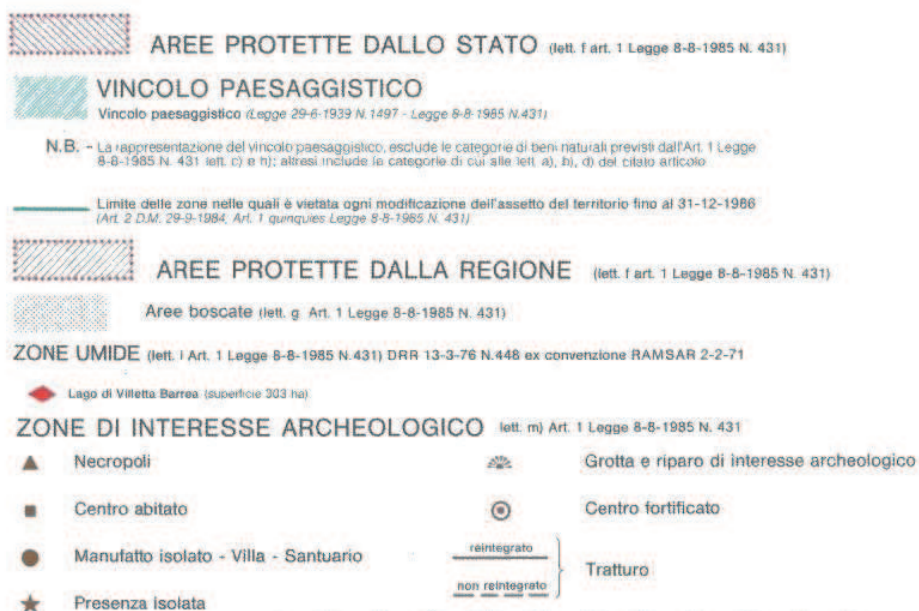 AREE PROTETTE DALLO STATO (lett. f art. 1 Legge 8-8-1985 N. 431)
VINCOLO PAESAGGISTICO
Vincolo paesaggistico (Legge 29-6-1939 N.1497 - Legge 8-8-1985 N.431)
N.B. - La rappresentazione del vincolo paesaggistico, esclude le categorie di beni naturali previsti dall'Art. 1 Legge
8-8-1985 N. 431 lett. c) e h); altresi include le categorie di cui alle lett. a), b), d) del citato articolo
Limite delle zone nelle quali è vietata ogni modificazione dell'assetto del territorio fino al 31-12-1986
(Art. 2 D.M. 29-9-1984, Art. 1 quinquies Legge 8-8-1985 N. 431)
AREE PROTETTE DALLA REGIONE (lett. f art. 1 Legge 8-8-1985 N. 431)
Aree boscate (lett. g Art. 1 Legge 8-8-1985 N. 431)
ZONE UMIDE (lett. i Art. 1 Legge 8-8-1985 N.431) DRR 13-3-76 N.448 ex convenzione RAMSAR 2-2-71
Lago di Villetta Barrea (superficie 303 ha)
ZONE DI INTERESSE ARCHEOLOGICO lett. m) Art. 1 Legge 8-8-1985 N. 431
Necropoli
Grotta e riparo di interesse archeologico
Centro abitato
Centro fortificato
Manufatto isolato - Villa - Santuario
reintegrato
non reintegrato
Tratturo
Presenza isolata